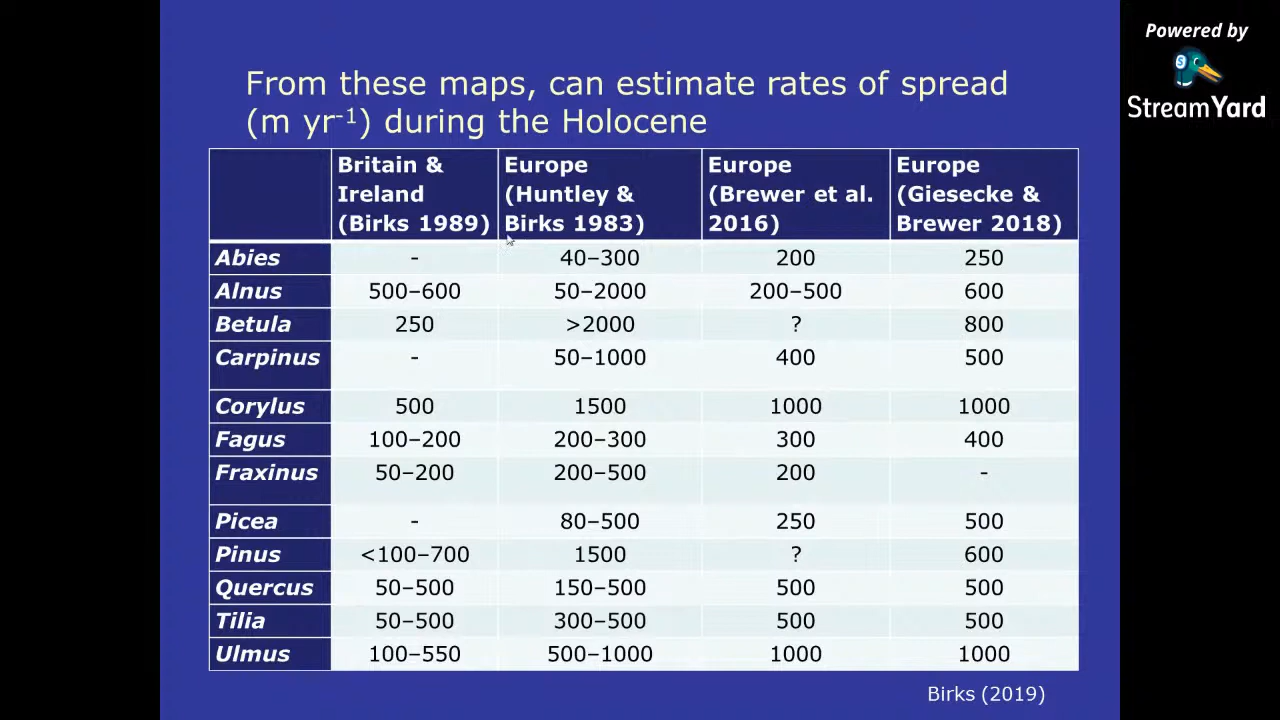 Powered by
StreamYard
From these maps, can estimate rates of spread
(m yr-1) during the Holocene
Britain & Ireland (Birks 1989) Europe (Huntley & Birks 1983) Europe (Brewer et al. 2016) Europe (Giesecke & Brewer 2018)
Abies - 40–300 200 250
Alnus 500–600 50–2000 200–500 600
Betula 250 >2000 ? 800
Carpinus - 50–1000 400 500
Corylus 500 1500 1000 1000
Fagus 100–200 200–300 300 400
Fraxinus 50–200 200–500 200 -
Picea - 80–500 250 500
Pinus <100–700 1500 ? 600
Quercus 50–500 150–500 500 500
Tilia 50–500 300–500 500 500
Ulmus 100–550 500–1000 1000 1000
Birks (2019)